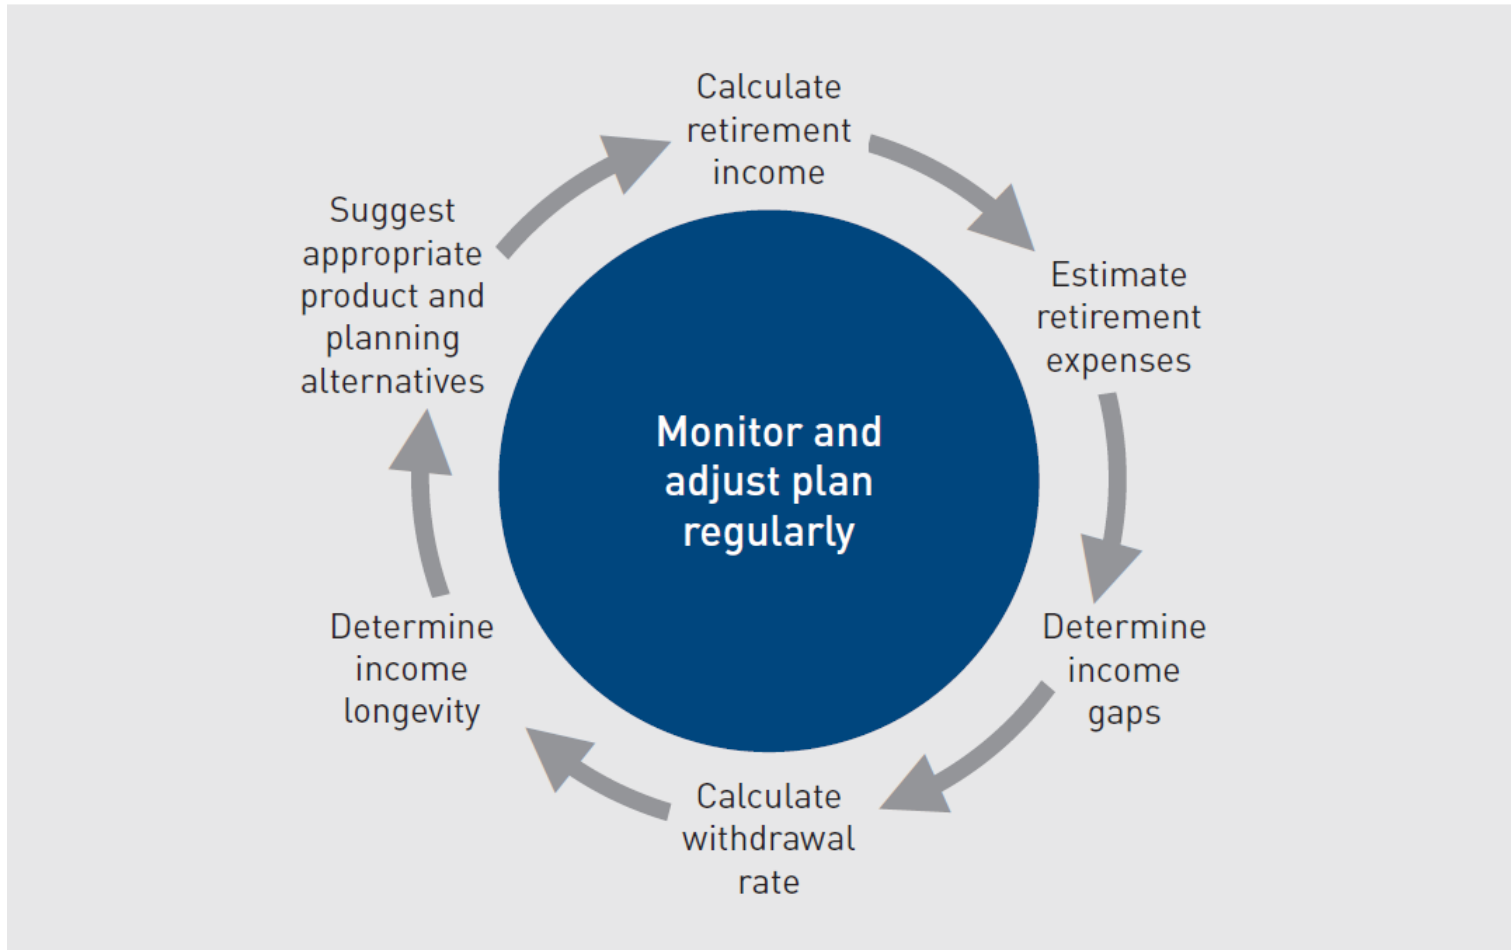 Calculate
retirement
income
Estimate
retirement
expenses
Determine
income
gaps
Calculate
withdrawal
rate
Determine
income
longevity
Suggest
appropriate
product and
planning
alternatives
Monitor and
adjust plan
regularly